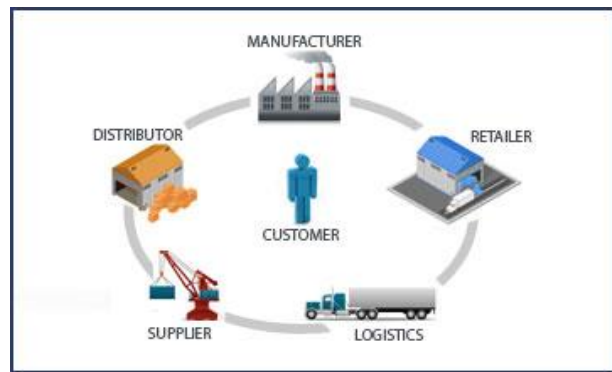 MANUFACTURER
DISTRIBUTOR
RETAILER
CUSTOMER
SUPPLIER
LOGISTICS